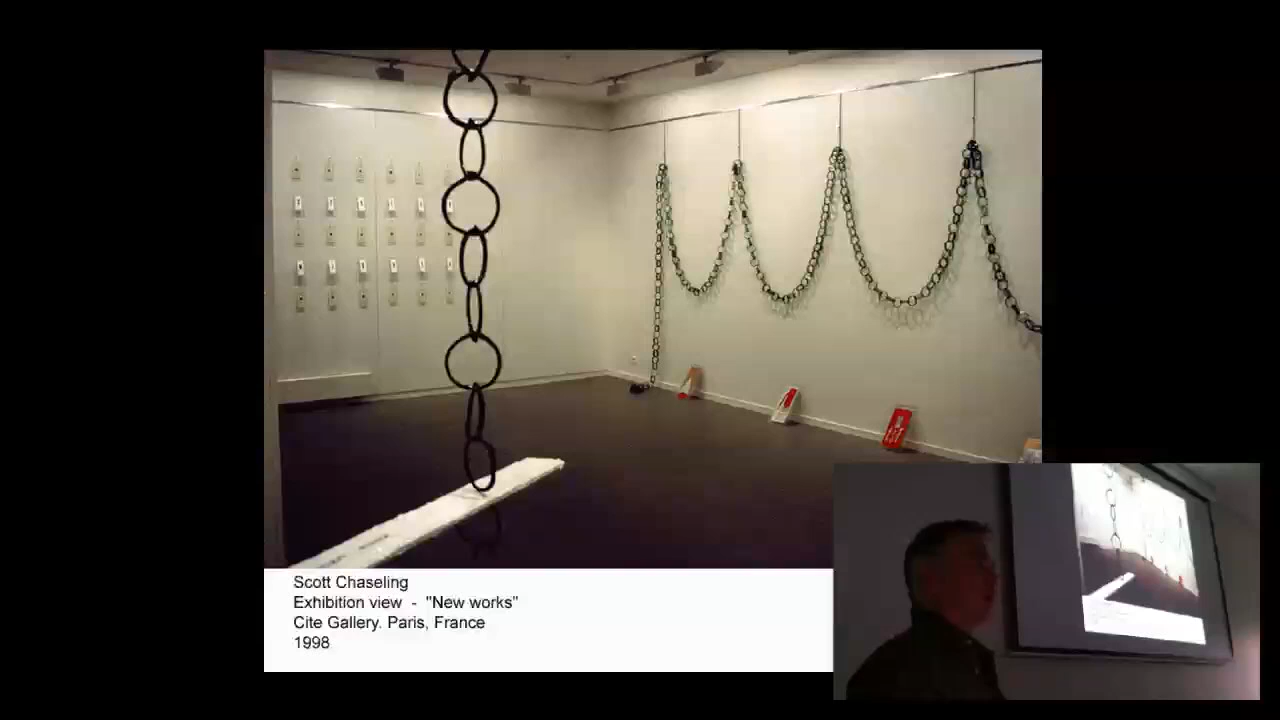 Scott Chaseling
Exhibition view  -  "New works"
Cite Gallery. Paris, France
1998